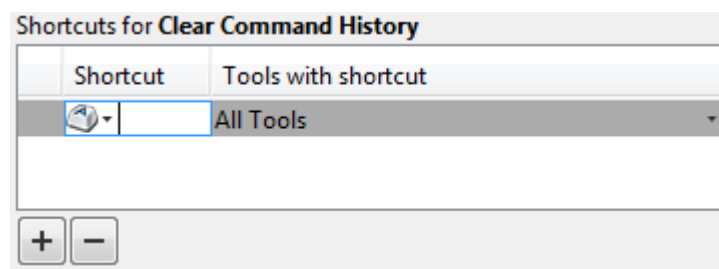 Shortcuts for Clear Command History
Shortcut Tools with shortcut
All Tools